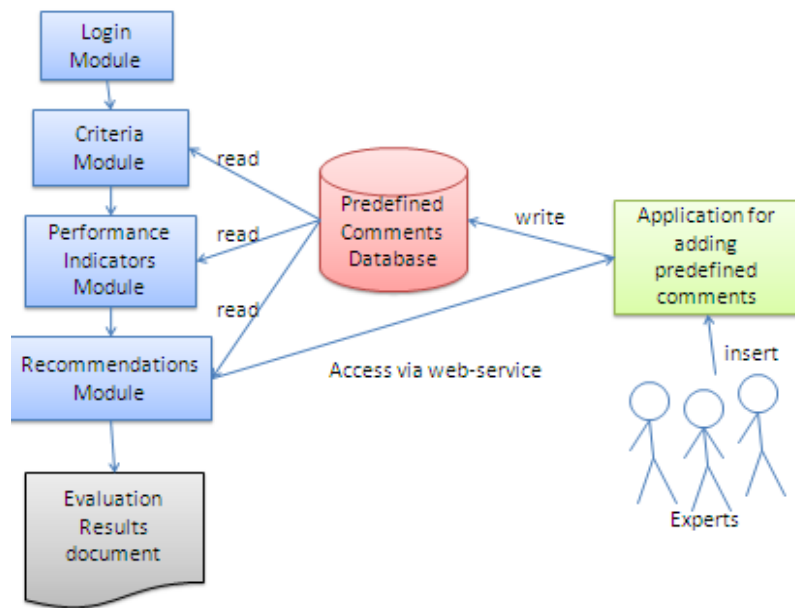 Login
Module
Criteria
Module
read
Performance
Indicators
Module
read
Predefined
Comments
Database
write
Application for
adding
predefined
comments
read
Recommendations
Module
Access via web-service
insert
Evaluation
Results
document
Experts